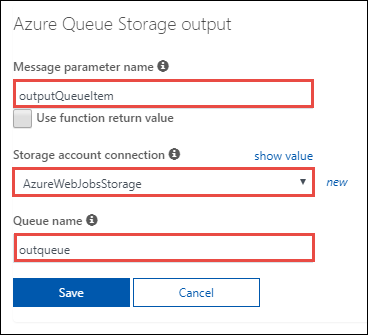 Azure Queue Storage output
Message parameter name
outputQueueItem
Use function return value
Storage account connection show value
AzureWebJobsStorage new
Queue name
outqueue
Save Cancel